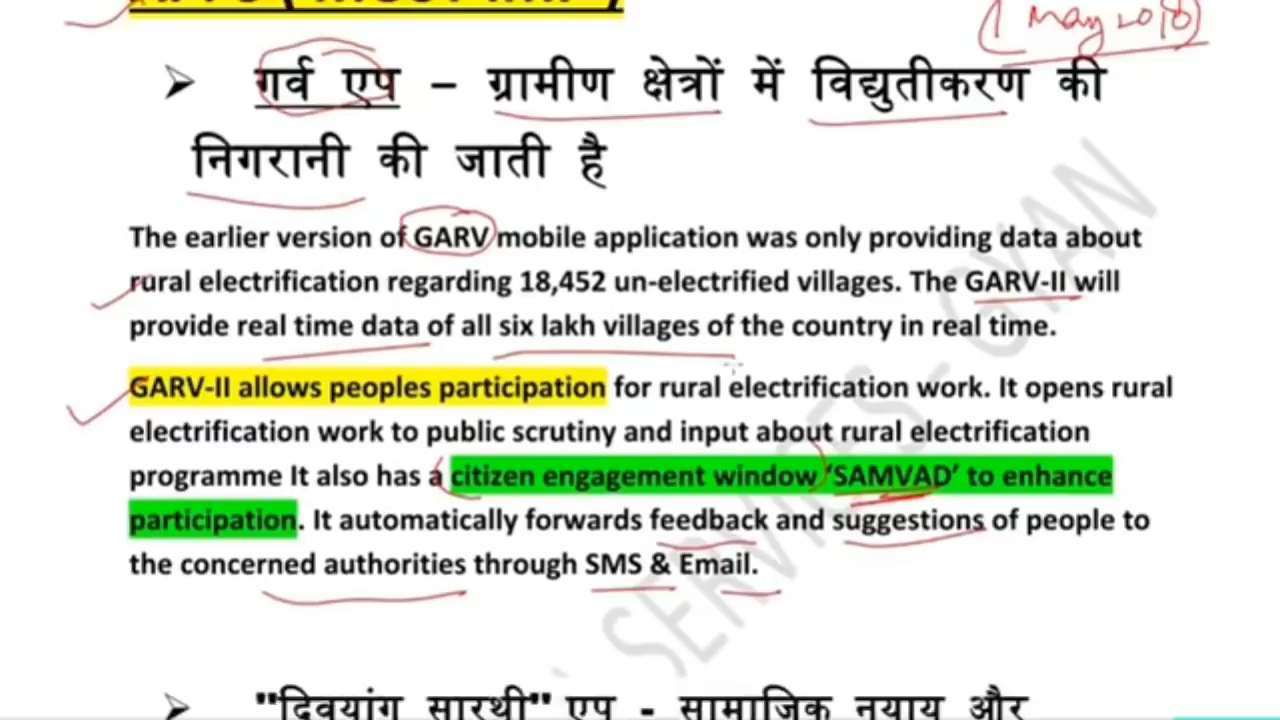 (1 May 2018)
➤ गर्व एप – ग्रामीण क्षेत्रों में विद्युतीकरण की
निगरानी की जाती है
The earlier version of GARV mobile application was only providing data about
rural electrification regarding 18,452 un-electrified villages. The GARV-II will
provide real time data of all six lakh villages of the country in real time.
GARV-II allows peoples participation for rural electrification work. It opens rural
electrification work to public scrutiny and input about rural electrification
programme It also has a citizen engagement window ‘SAMVAD’ to enhance
participation. It automatically forwards feedback and suggestions of people to
the concerned authorities through SMS & Email.
SERVICES - GYAN
➤ "दिवयांग सारथी" एप - सामाजिक नयाय और